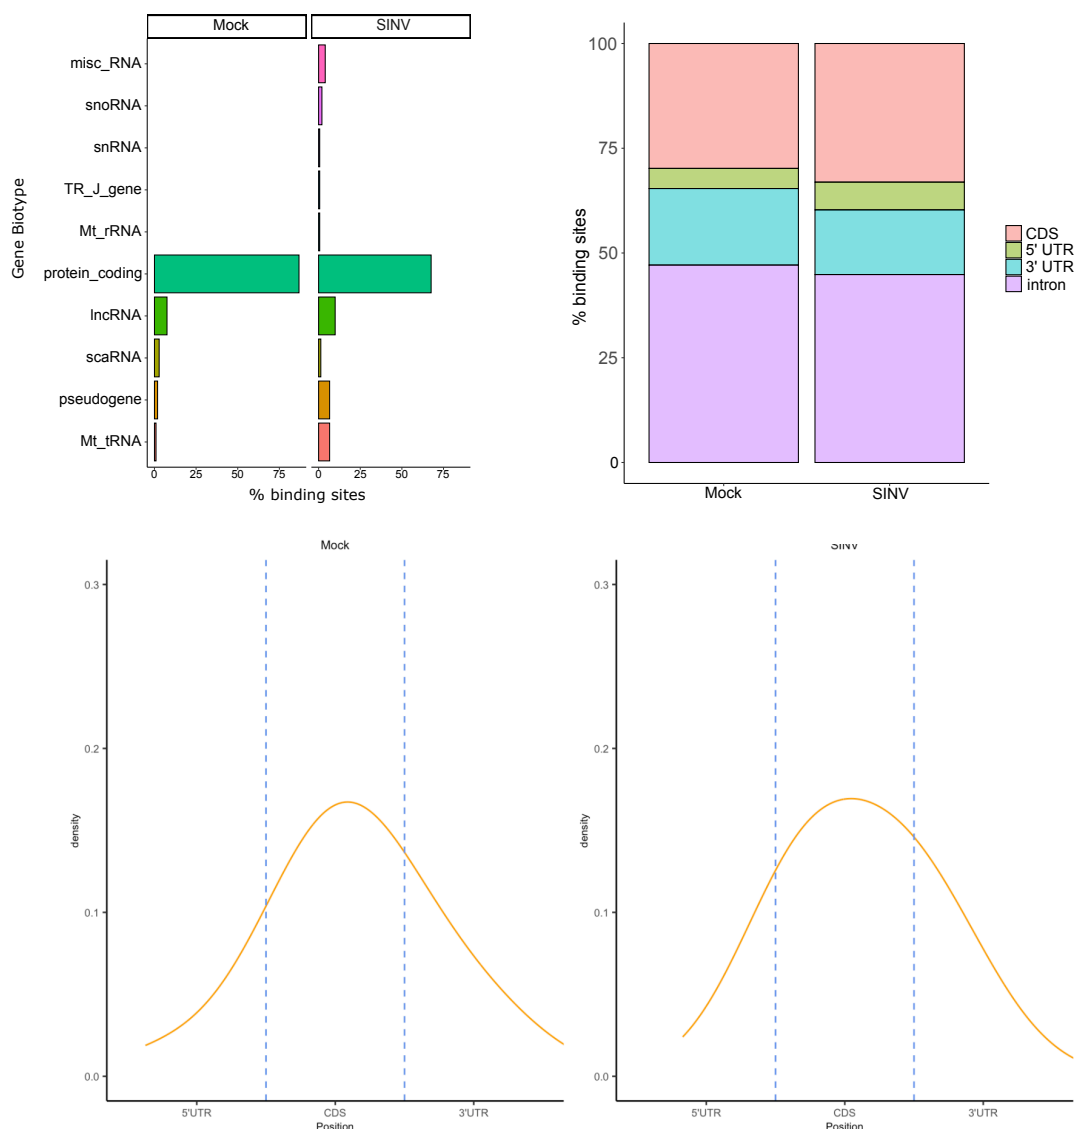 Mock
SINV
misc_RNA
snoRNA
snRNA
TR_J_gene
Mt_rRNA
protein_coding
lncRNA
scaRNA
pseudogene
Mt_tRNA
Gene Biotype
0 25 50 75 0 25 50 75
% binding sites
100
75
50
25
0
% binding sites
Mock SINV
CDS
5' UTR
3' UTR
intron
Mock
0.3
0.2
0.1
0.0
density
5'UTR CDS 3'UTR
Position
SINV
0.3
0.2
0.1
0.0
density
5'UTR CDS 3'UTR
Position